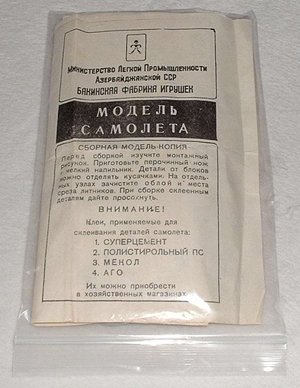 Министерство Легкой Промышленности
Азербайджанской ССР
Бакинская фабрика игрушек
МОДЕЛЬ
САМОЛЕТА
СБОРНАЯ МОДЕЛЬ-КОПИЯ
Перед сборкой изучите монтажный
рисунок. Приготовьте перочинный нож
и мелкий напильник. Детали от блоков
можно отделять кусачками. На отдель-
ных узлах зачистите облой и места
среза литников. При сборке склеенным
деталям дайте просохнуть.
ВНИМАНИЕ!
Клеи, применяемые для
склеивания деталей самолета:
1. СУПЕРЦЕМЕНТ
2. ПОЛИСТИРОЛЬНЫЙ ПС
3. МЕКОЛ
4. АГО
Их можно приобрести
в хозяйственных магазинах